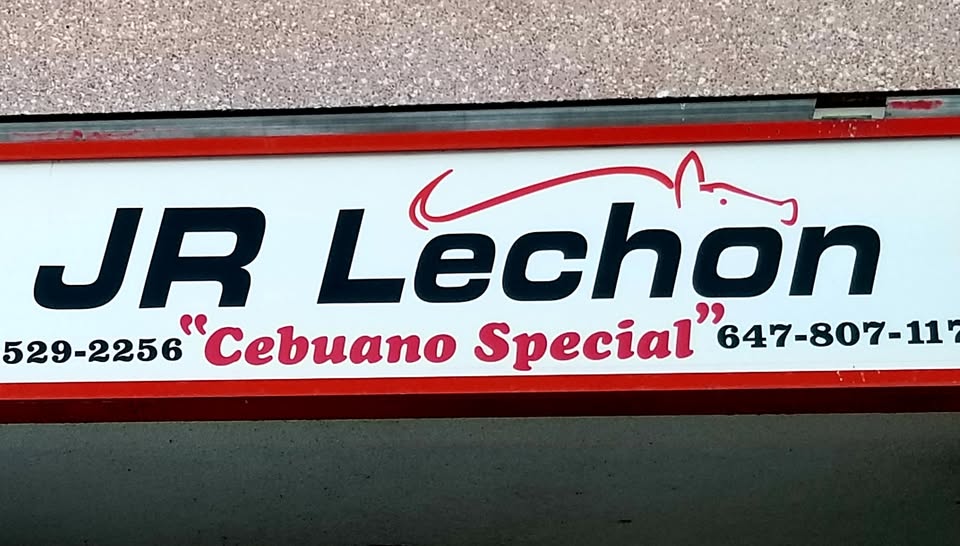 JR Lechon
529-2256 "Cebuano Special" 647-807-117